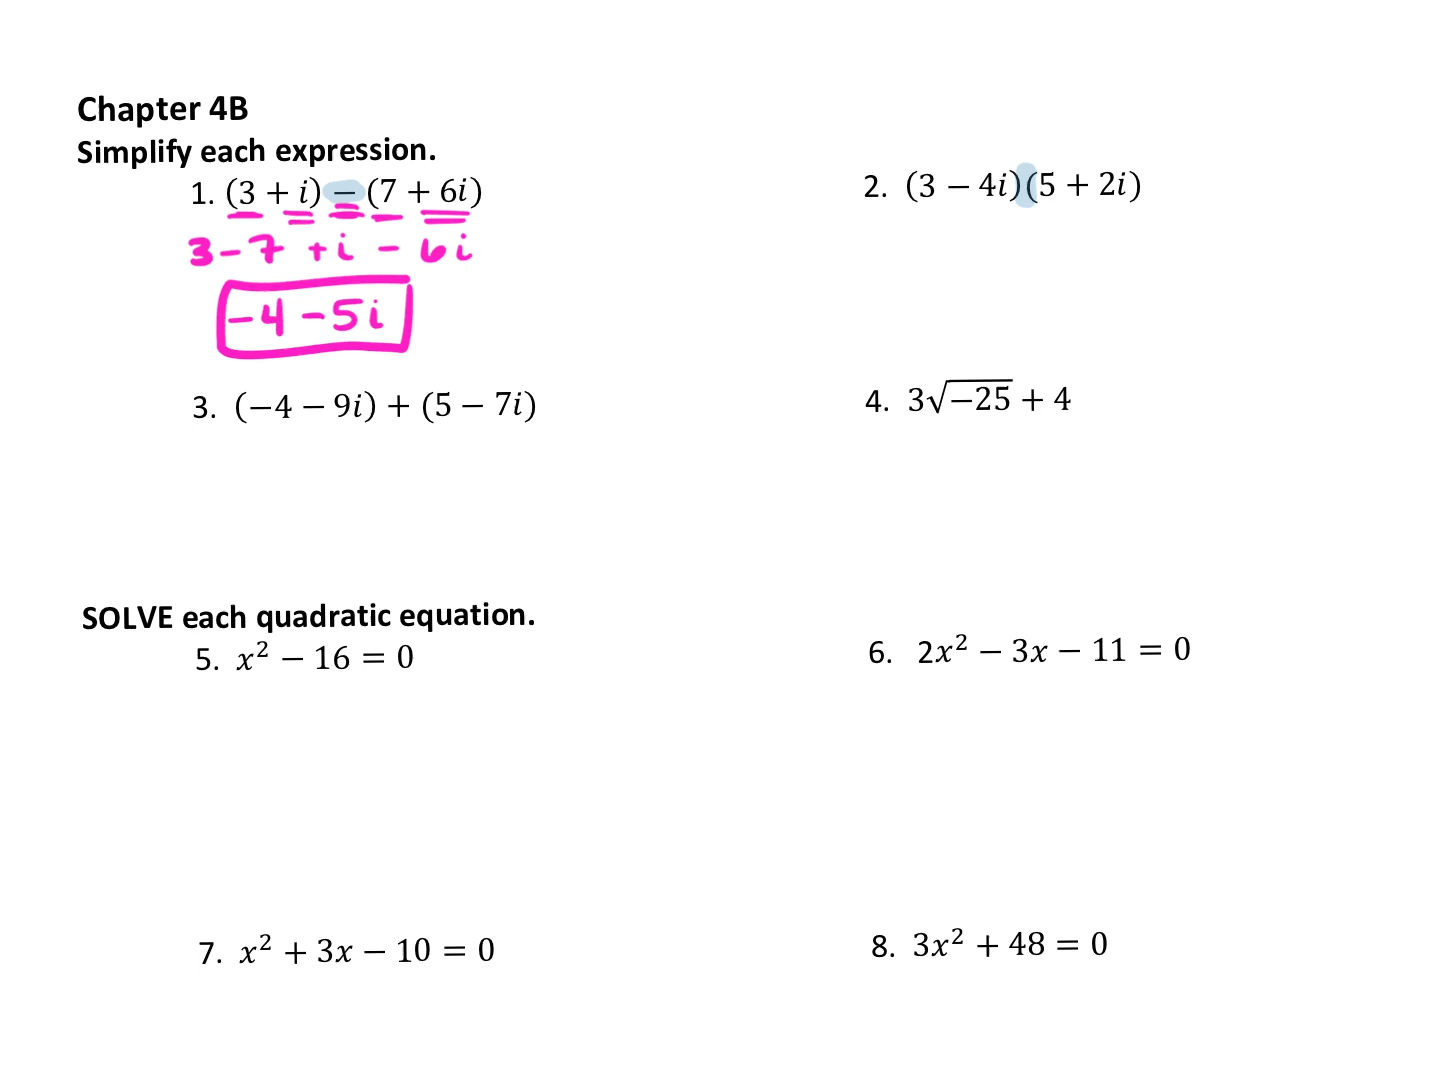 Chapter 4B
Simplify each expression.
1. (3 + i) − (7 + 6i)
3 - 7 + i - 6i
-4 - 5i
2. (3 − 4i)(5 + 2i)
3. (−4 − 9i) + (5 − 7i)
4. 3√−25 + 4
SOLVE each quadratic equation.
5. x² − 16 = 0
6. 2x² − 3x − 11 = 0
7. x² + 3x − 10 = 0
8. 3x² + 48 = 0